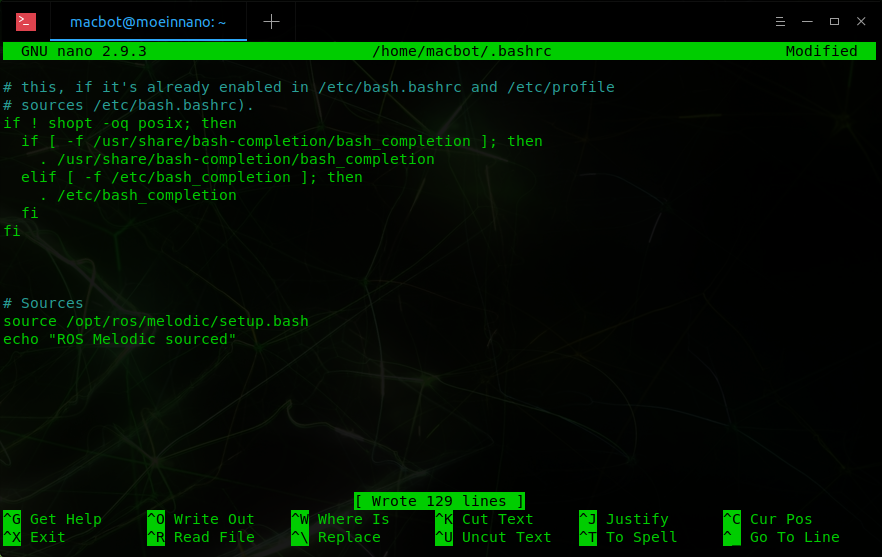 macbot@moeinnano: ~
GNU nano 2.9.3 /home/macbot/.bashrc Modified
# this, if it's already enabled in /etc/bash.bashrc and /etc/profile
# sources /etc/bash.bashrc).
if ! shopt -oq posix; then
  if [ -f /usr/share/bash-completion/bash_completion ]; then
    . /usr/share/bash-completion/bash_completion
  elif [ -f /etc/bash_completion ]; then
    . /etc/bash_completion
  fi
fi
# Sources
source /opt/ros/melodic/setup.bash
echo "ROS Melodic sourced"
[ Wrote 129 lines ]
^G Get Help ^O Write Out ^W Where Is ^K Cut Text ^J Justify ^C Cur Pos
^X Exit ^R Read File ^\ Replace ^U Uncut Text ^T To Spell ^_ Go To Line